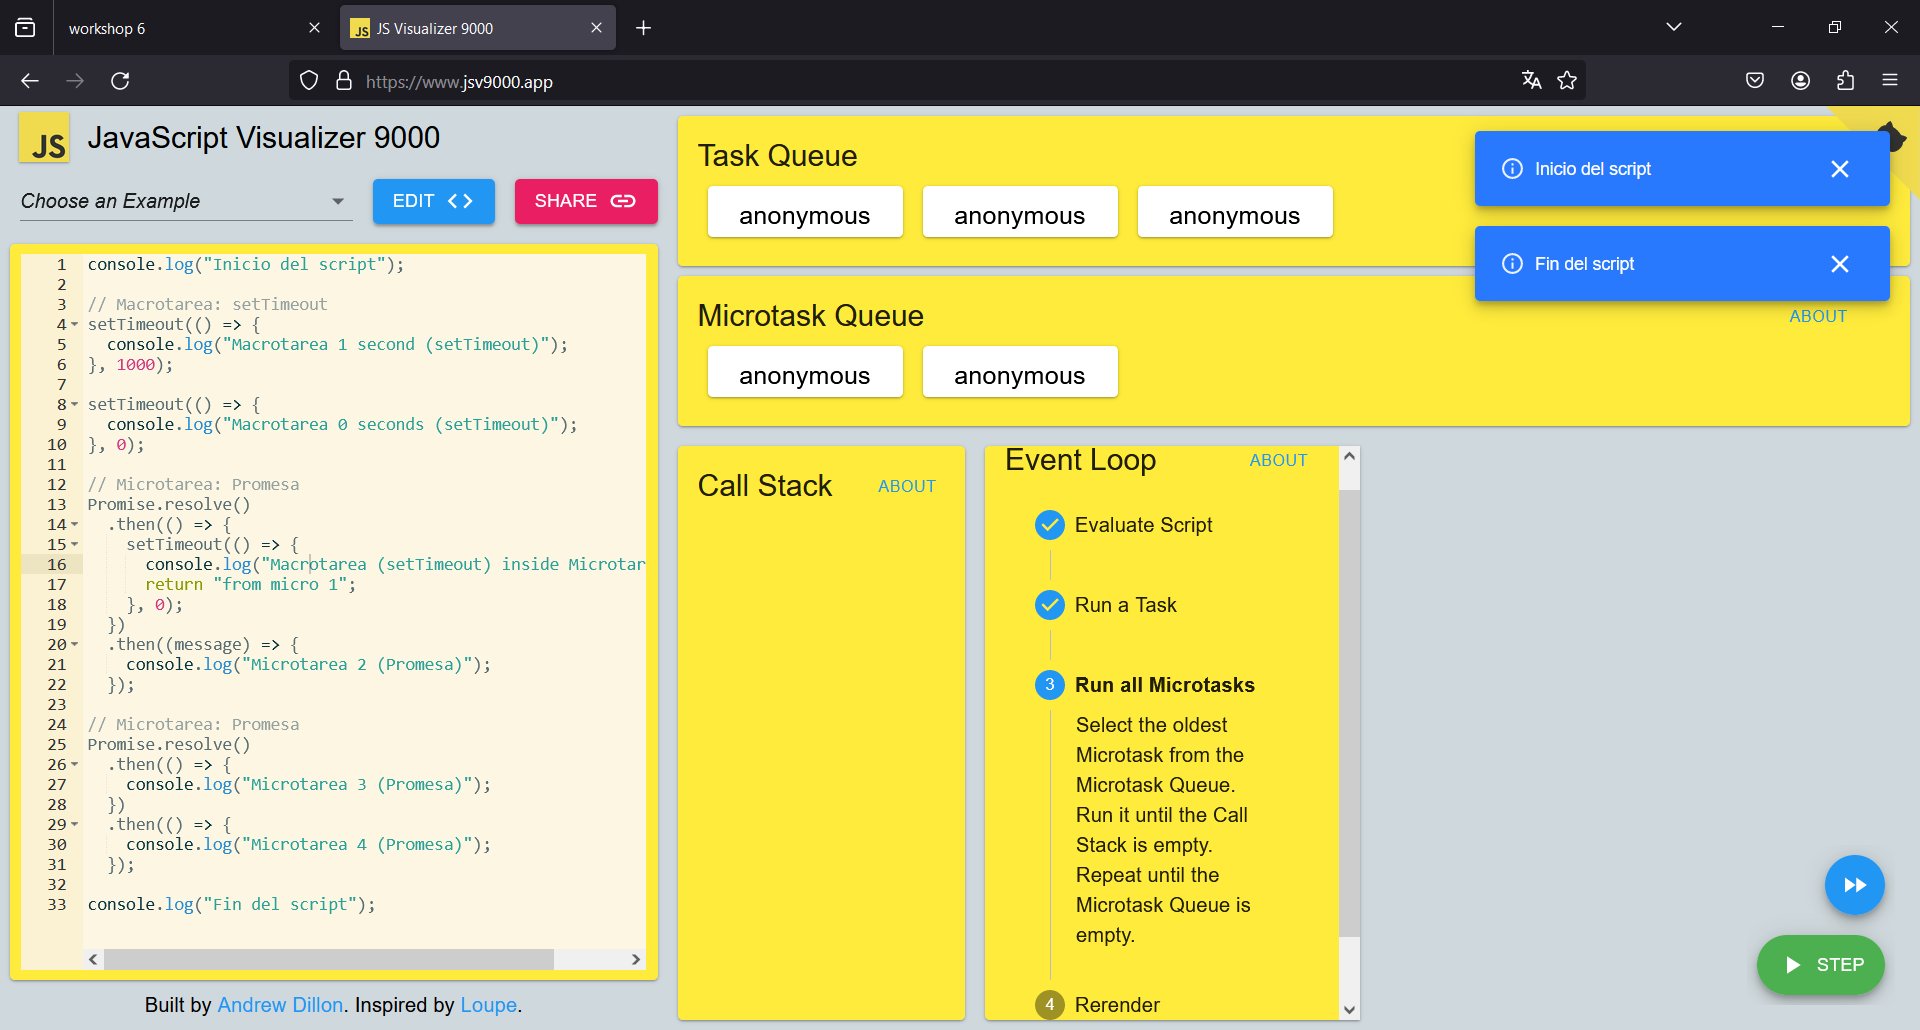 workshop 6
JS Visualizer 9000
https://www.jsv9000.app
JS
JavaScript Visualizer 9000
Choose an Example
EDIT
SHARE
1 console.log("Inicio del script");
2
3 // Macrotarea: setTimeout
4 setTimeout(() => {
5 console.log("Macrotarea 1 second (setTimeout)");
6 }, 1000);
7
8 setTimeout(() => {
9 console.log("Macrotarea 0 seconds (setTimeout)");
10 }, 0);
11
12 // Microtarea: Promesa
13 Promise.resolve()
14 .then(() => {
15 setTimeout(() => {
16 console.log("Macrotarea (setTimeout) inside Microtar
17 return "from micro 1";
18 }, 0);
19 })
20 .then((message) => {
21 console.log("Microtarea 2 (Promesa)");
22 });
23
24 // Microtarea: Promesa
25 Promise.resolve()
26 .then(() => {
27 console.log("Microtarea 3 (Promesa)");
28 })
29 .then(() => {
30 console.log("Microtarea 4 (Promesa)");
31 });
32
33 console.log("Fin del script");
Built by Andrew Dillon. Inspired by Loupe.
Task Queue
anonymous anonymous anonymous
Inicio del script
Fin del script
Microtask Queue
ABOUT
anonymous anonymous
Call Stack
ABOUT
Event Loop
ABOUT
Evaluate Script
Run a Task
3 Run all Microtasks
Select the oldest
Microtask from the
Microtask Queue.
Run it until the Call
Stack is empty.
Repeat until the
Microtask Queue is
empty.
4 Rerender
STEP